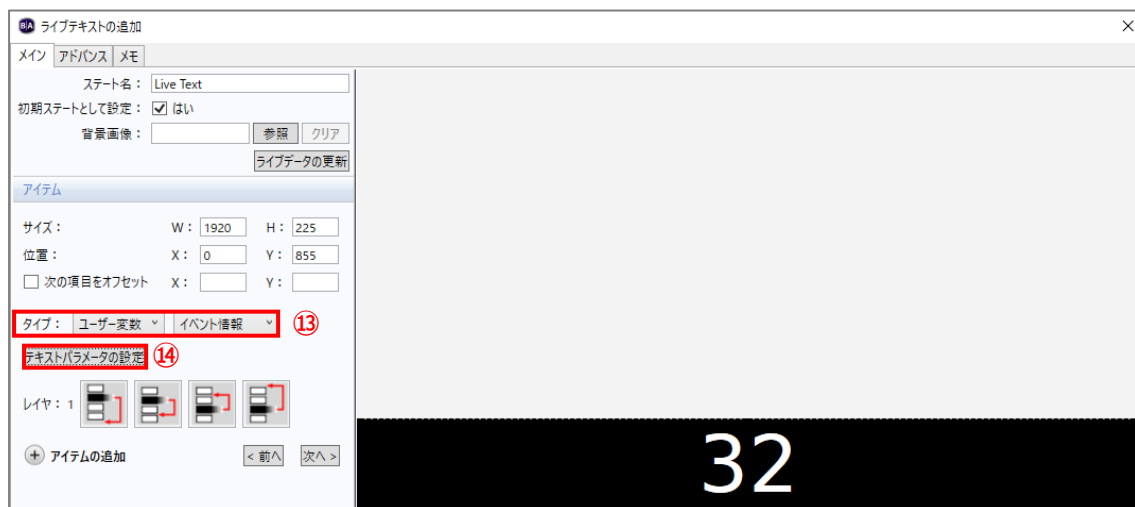 BA ライブテキストの追加 ×
メイン アドバンス メモ
ステート名： Live Text
初期ステートとして設定： はい
背景画像： 参照 クリア
ライブデータの更新
アイテム
サイズ： W： 1920 H： 225
位置： X： 0 Y： 855
次の項目をオフセット X： Y：
タイプ： ユーザー変数 イベント情報 ⑬
テキストパラメータの設定 ⑭
レイヤ：1
アイテムの追加 < 前へ 次へ >
32